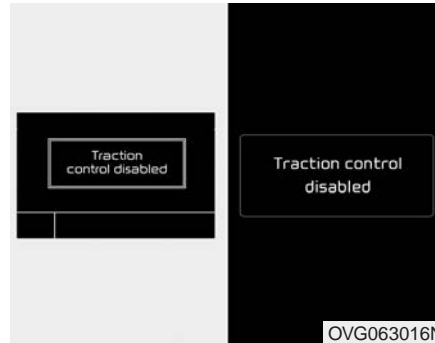 Traction
control disabled
Traction control
disabled
OVG063016N